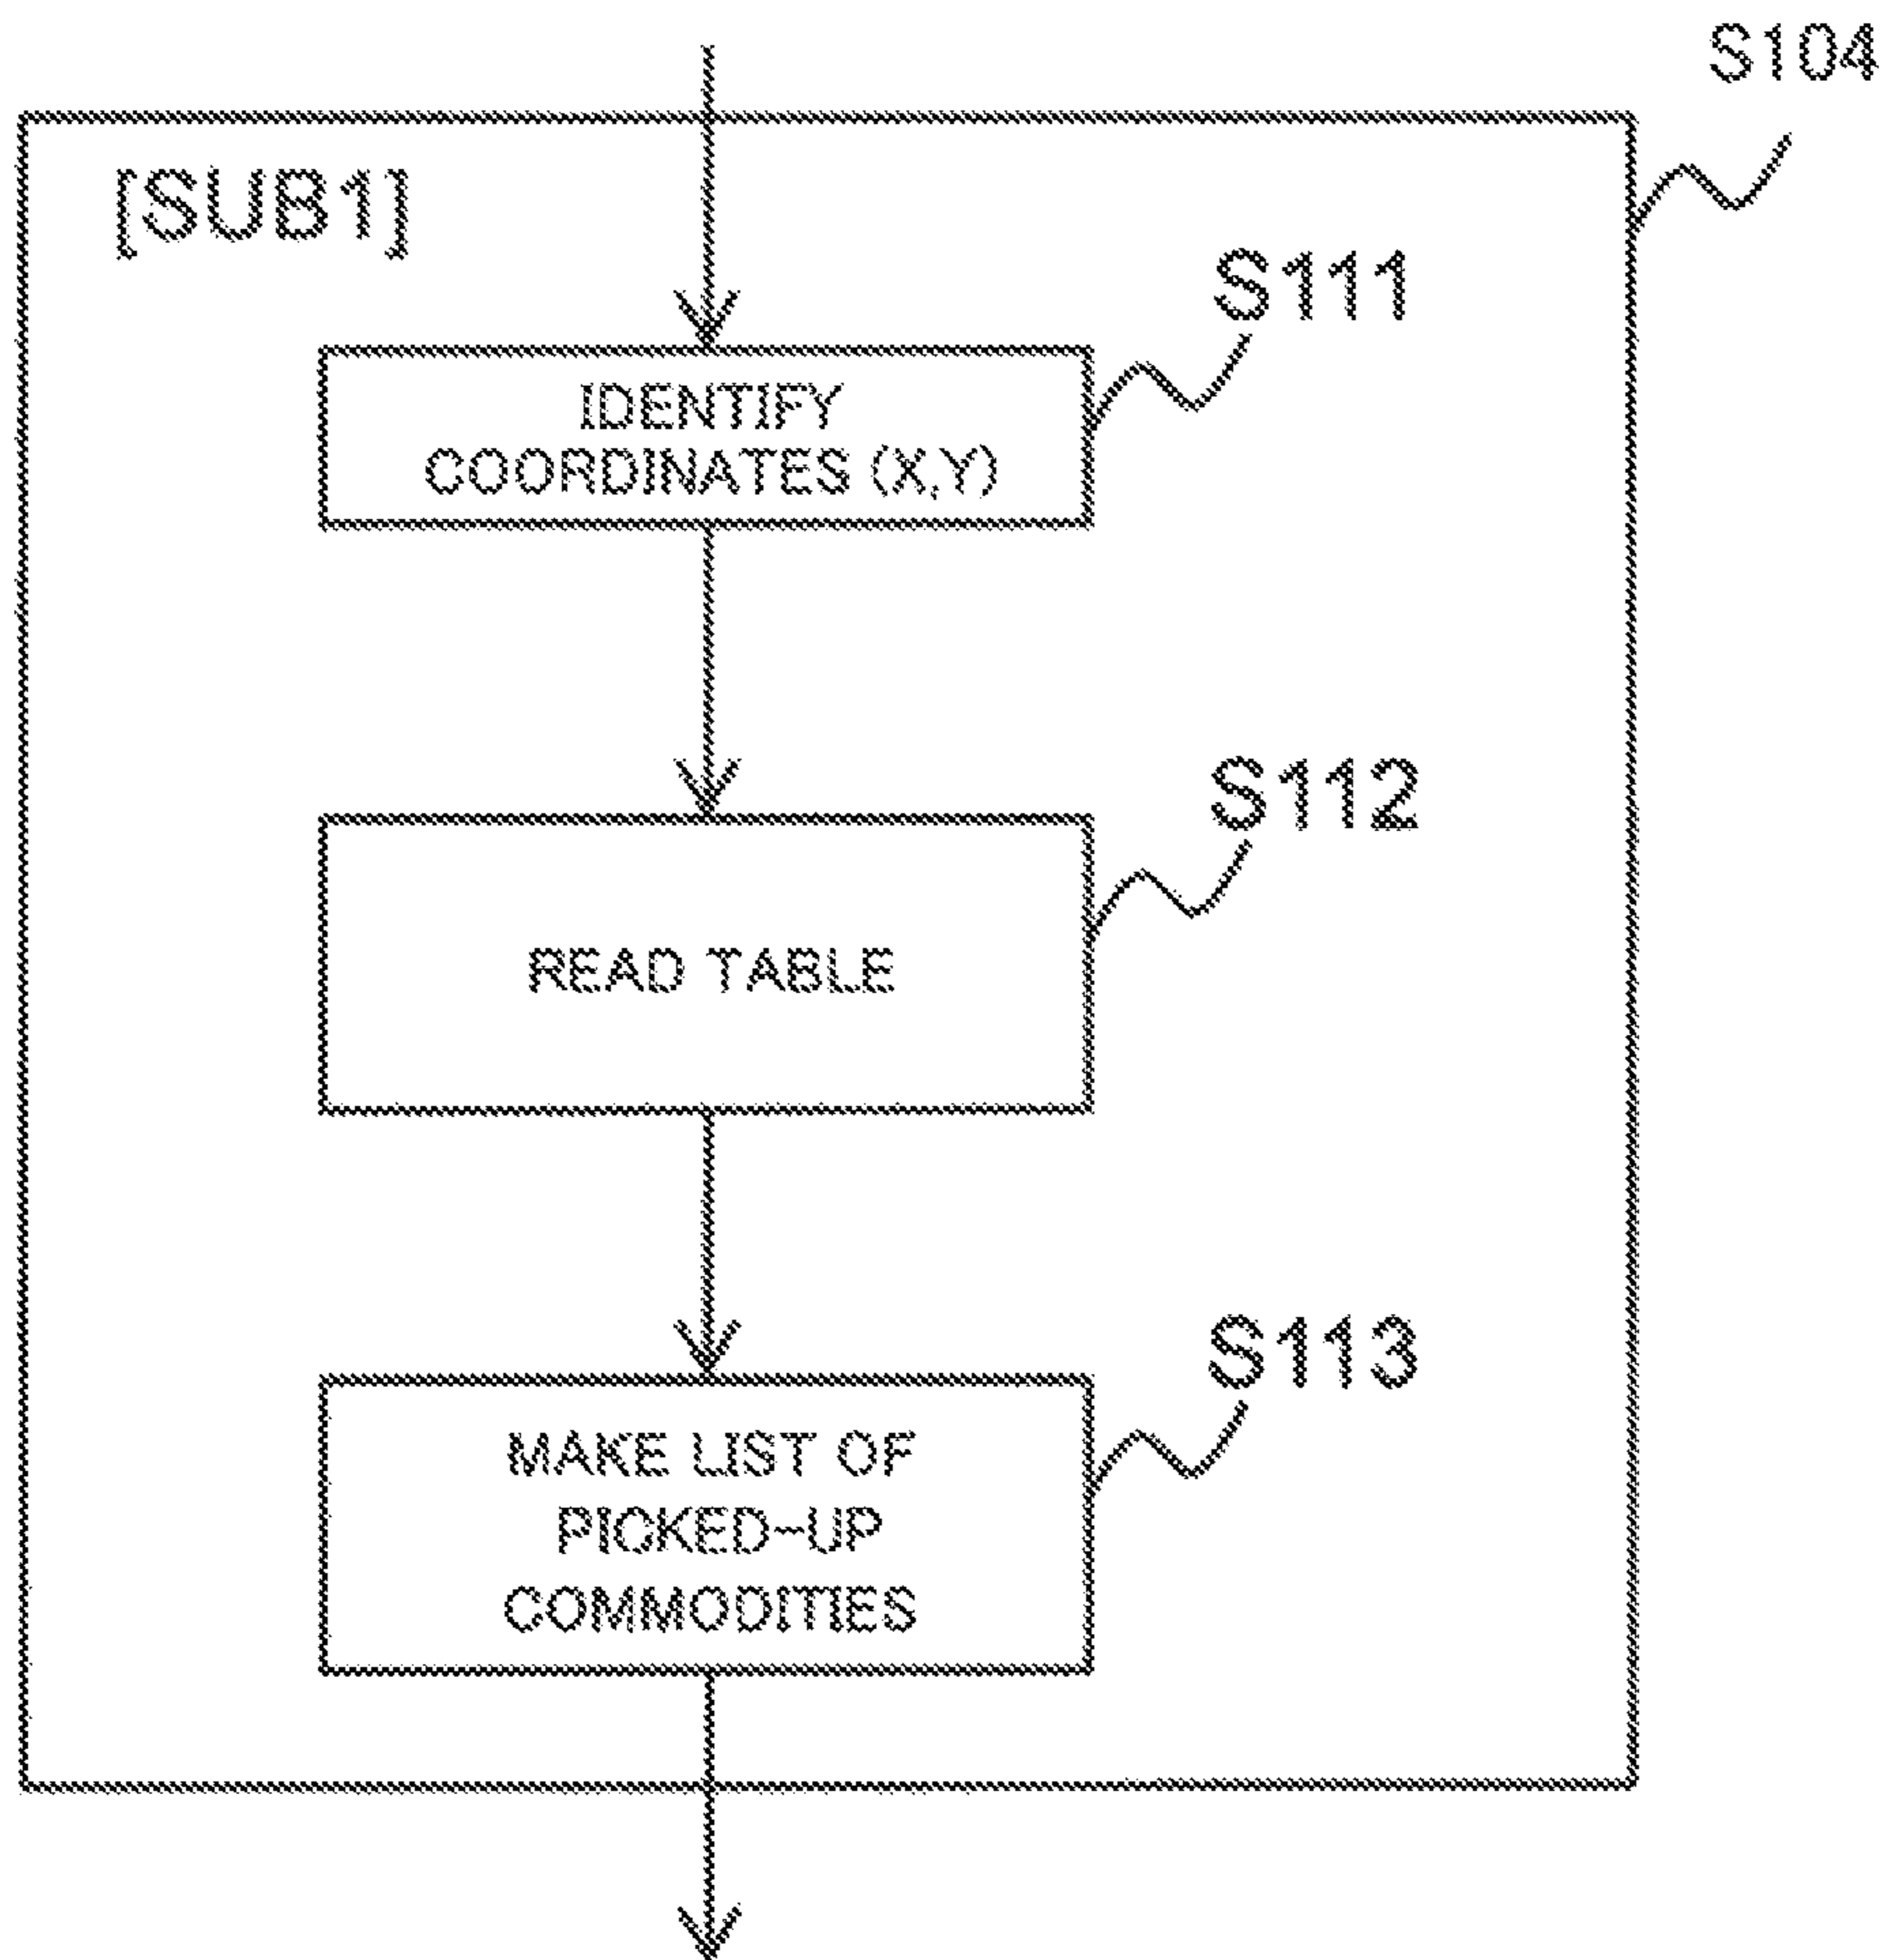 S104
[SUB1]
S111
IDENTIFY
COORDINATES (X,Y)
S112
READ TABLE
S113
MAKE LIST OF
PICKED-UP
COMMODITIES